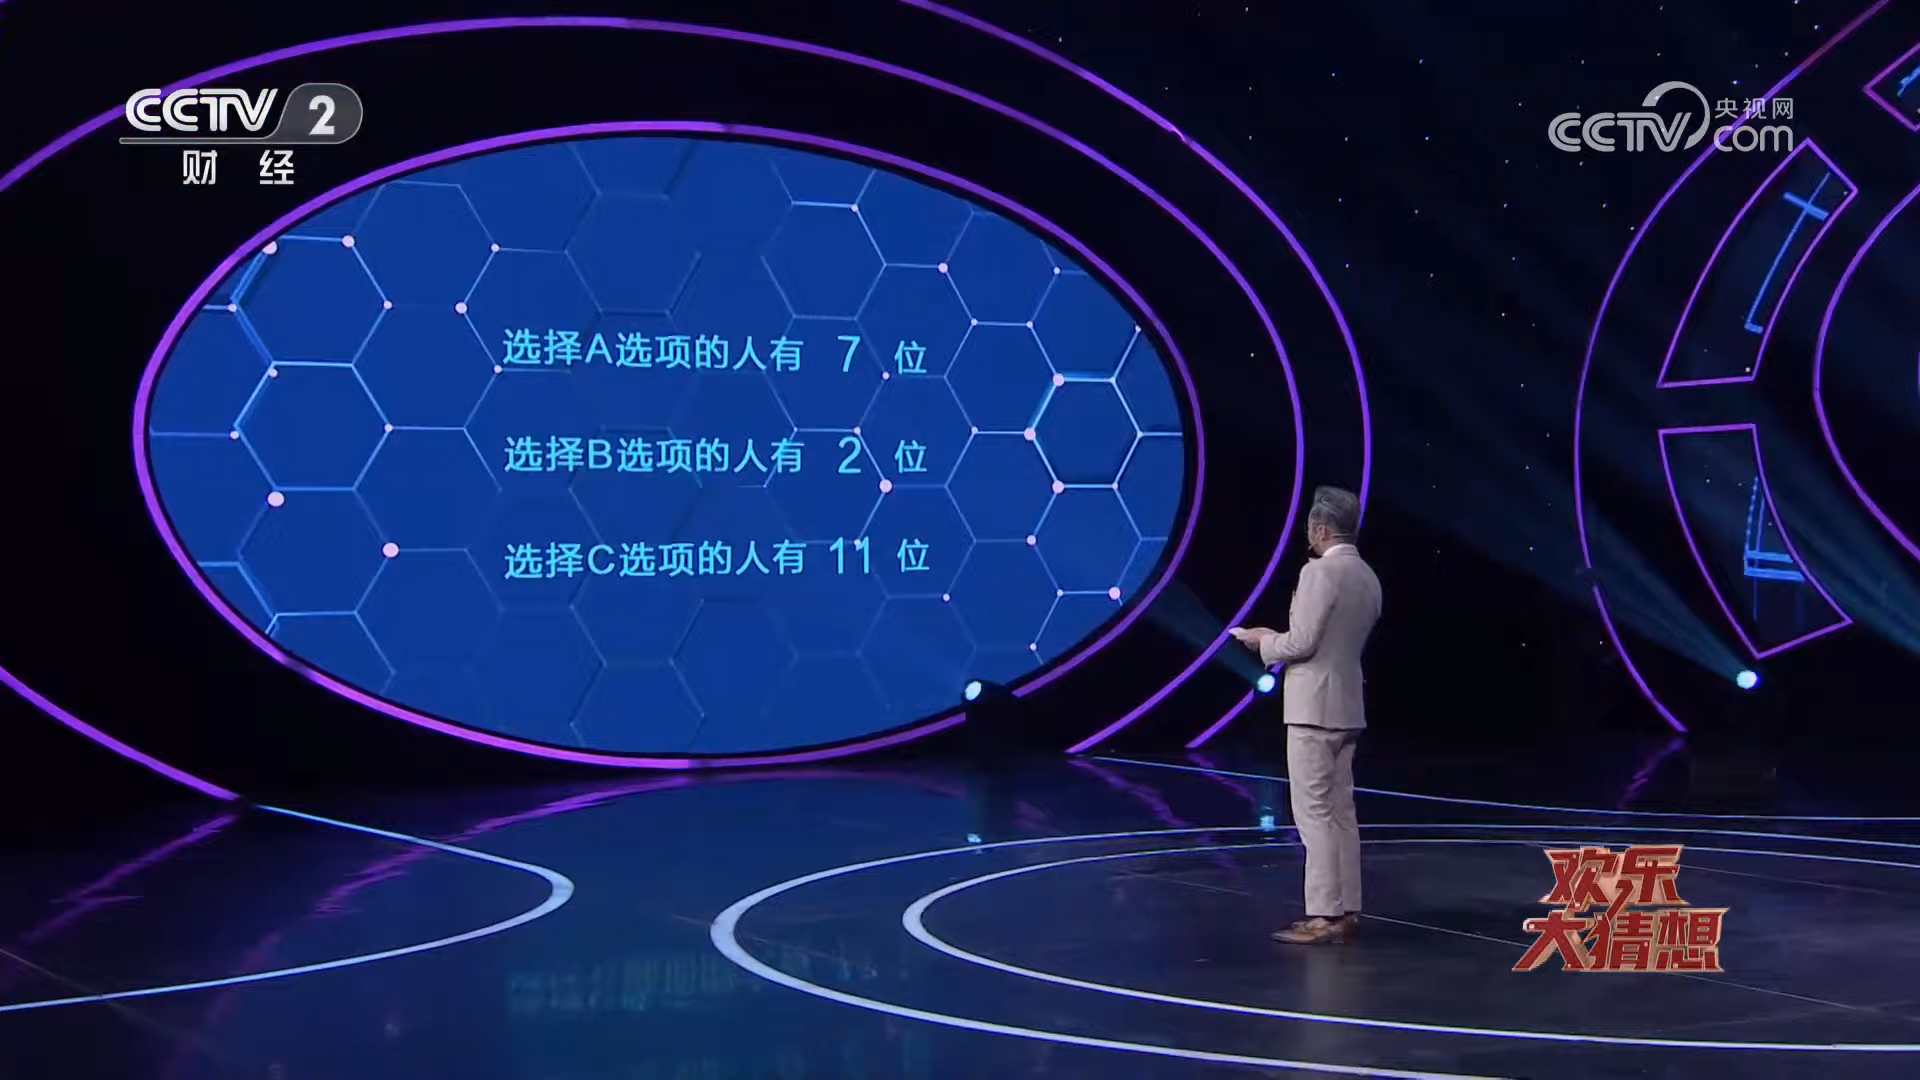 CCTV 2
财经
央视网
CCTV.com
选择A选项的人有 7 位
选择B选项的人有 2 位
选择C选项的人有 11 位
欢乐
大猜想